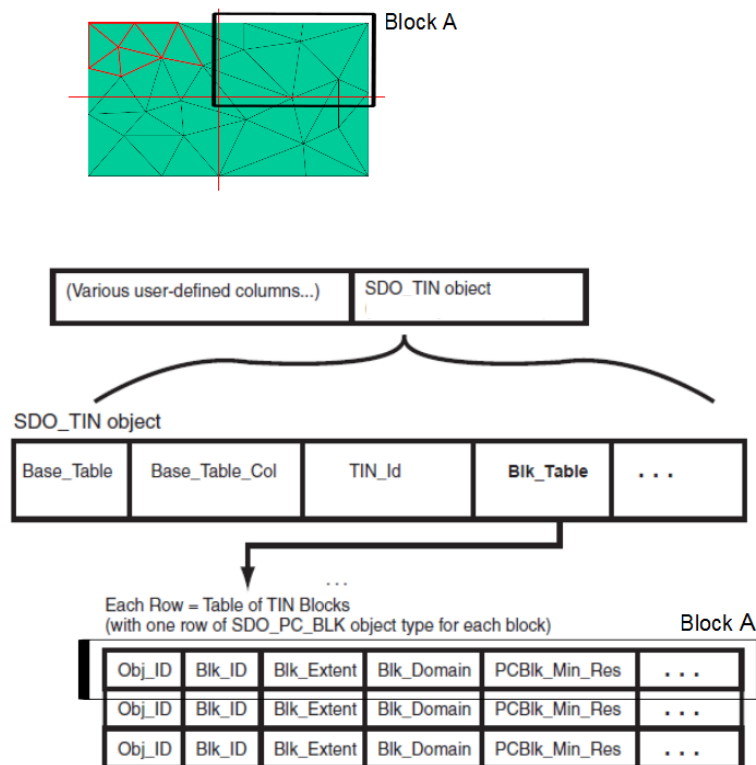 Block A
(Various user-defined columns...) SDO_TIN object
SDO_TIN object
Base_Table Base_Table_Col TIN_Id Blk_Table . . .
...
Each Row = Table of TIN Blocks
(with one row of SDO_PC_BLK object type for each block) Block A
Obj_ID Blk_ID Blk_Extent Blk_Domain PCBlk_Min_Res . . .
Obj_ID Blk_ID Blk_Extent Blk_Domain PCBlk_Min_Res . . .
Obj_ID Blk_ID Blk_Extent Blk_Domain PCBlk_Min_Res . . .